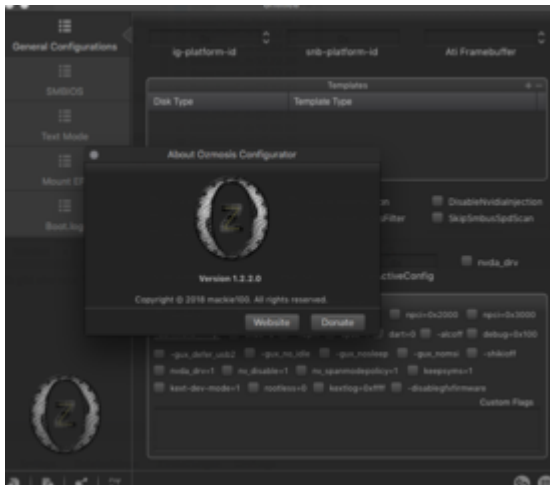 General Configurations
ig-platform-id
snb-platform-id
Ati Framebuffer
SMBIOS
Templates
Disk Type
Template Type
Text Mode
Mount
Boot.log
About Ozmosis Configurator
Z
Version 1.2.2.0
Copyright © 2018 mackie100. All rights reserved.
Website
Donate
DisableNvidiaInjection
SkipSmbusSpdScan
nvda_drv
ActiveConfig
npci=0x2000
npci=0x3000
dart=0
-alcoff
debug=0x100
-gux_defer_usb2
-gux_no_idle
-gux_nosleep
-gux_nomsi
-shikioff
nvda_drv=1
nv_disable=1
nv_spanmodepolicy=1
keepsyms=1
kext-dev-mode=1
rootless=0
kextlog=0xffff
-disablegfxfirmware
Custom Flags
Z